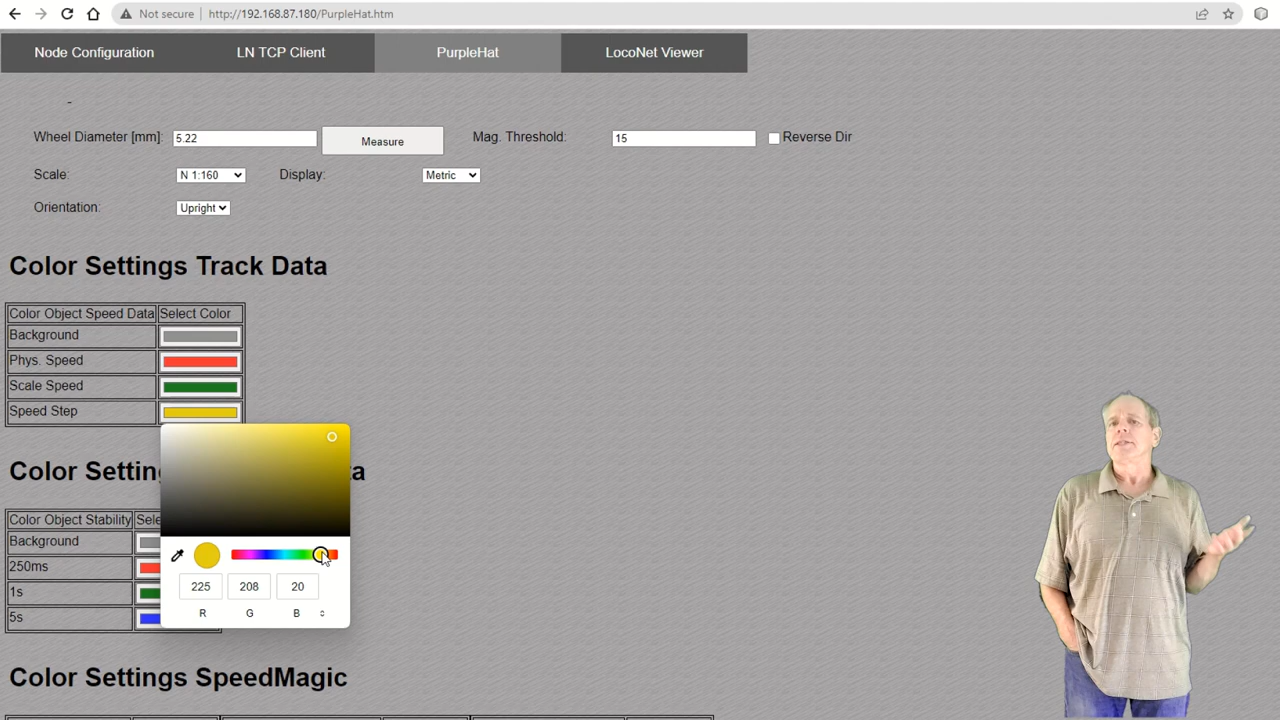 Not secure http://192.168.87.180/PurpleHat.htm
Node Configuration LN TCP Client PurpleHat LocoNet Viewer
-
Wheel Diameter [mm]: 5.22 Measure Mag. Threshold: 15 Reverse Dir
Scale: N 1:160 Display: Metric
Orientation: Upright
Color Settings Track Data
Color Object Speed Data Select Color
Background
Phys. Speed
Scale Speed
Speed Step
Color Settings ta
Color Object Stability Sele
Background
250ms
1s
5s
225 208 20
R G B
Color Settings SpeedMagic